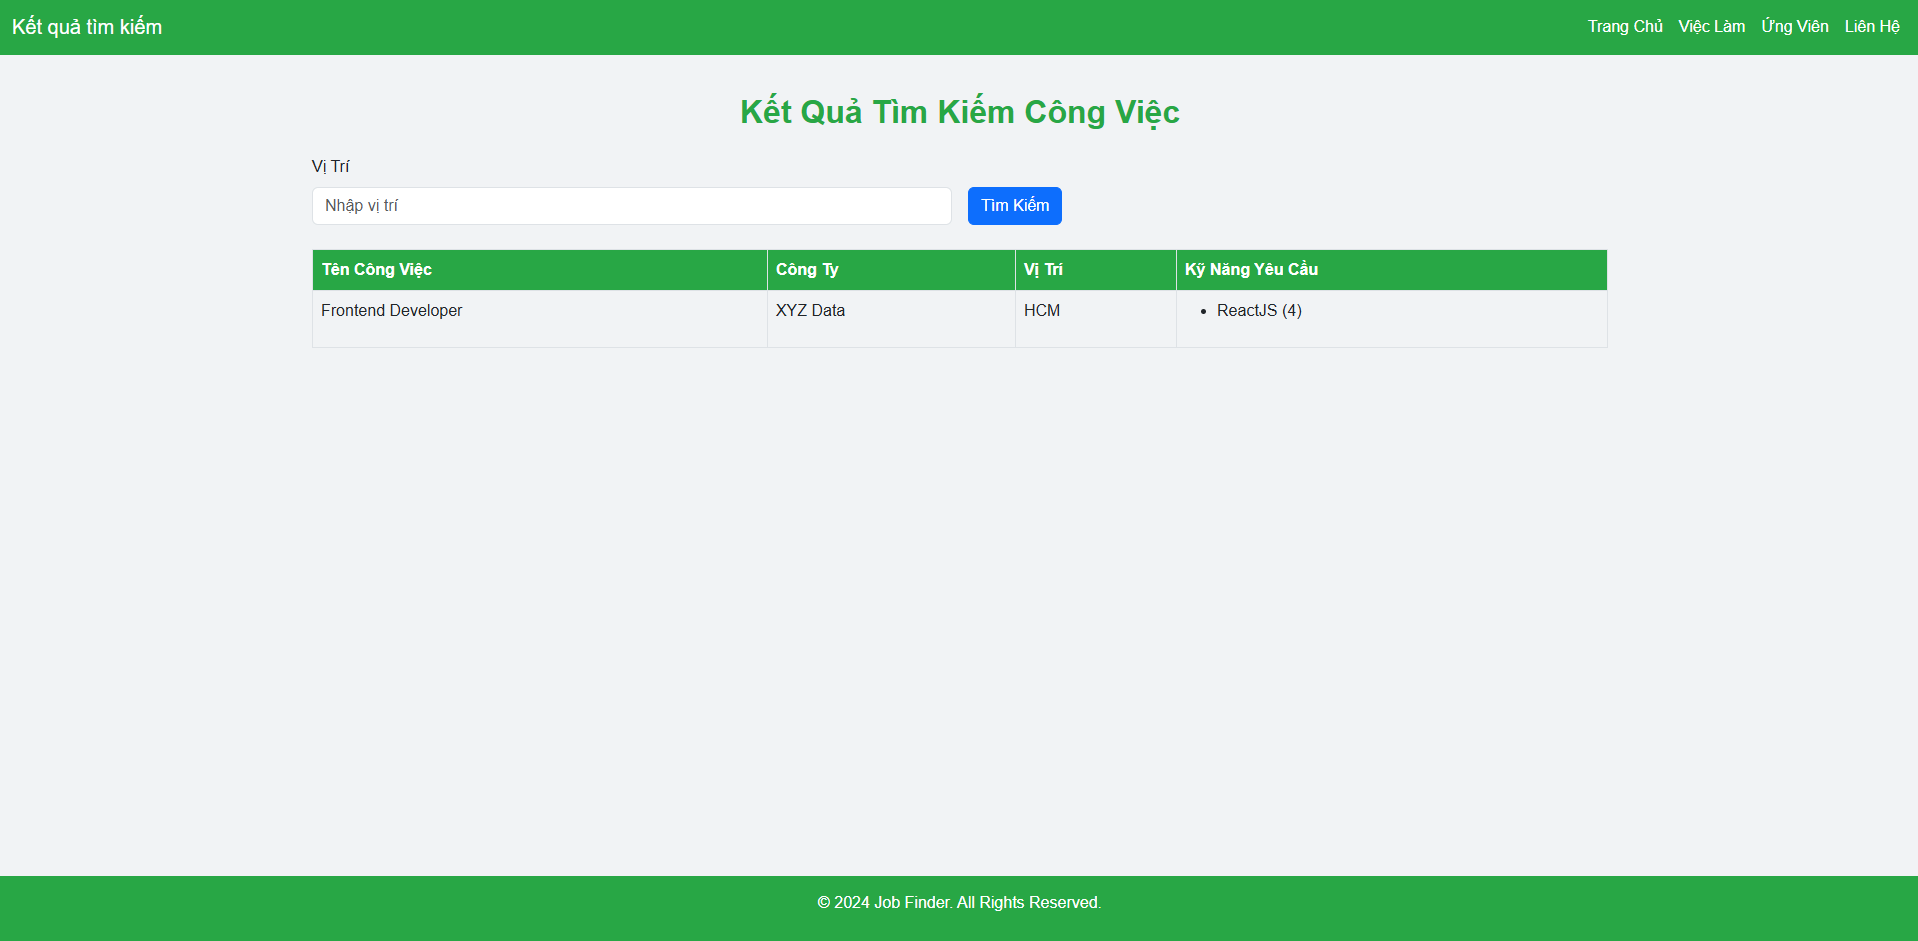 Kết quả tìm kiếm
Trang Chủ Việc Làm Ứng Viên Liên Hệ
Kết Quả Tìm Kiếm Công Việc
Vị Trí
Nhập vị trí Tìm Kiếm
Tên Công Việc Công Ty Vị Trí Kỹ Năng Yêu Cầu
Frontend Developer XYZ Data HCM • ReactJS (4)
© 2024 Job Finder. All Rights Reserved.